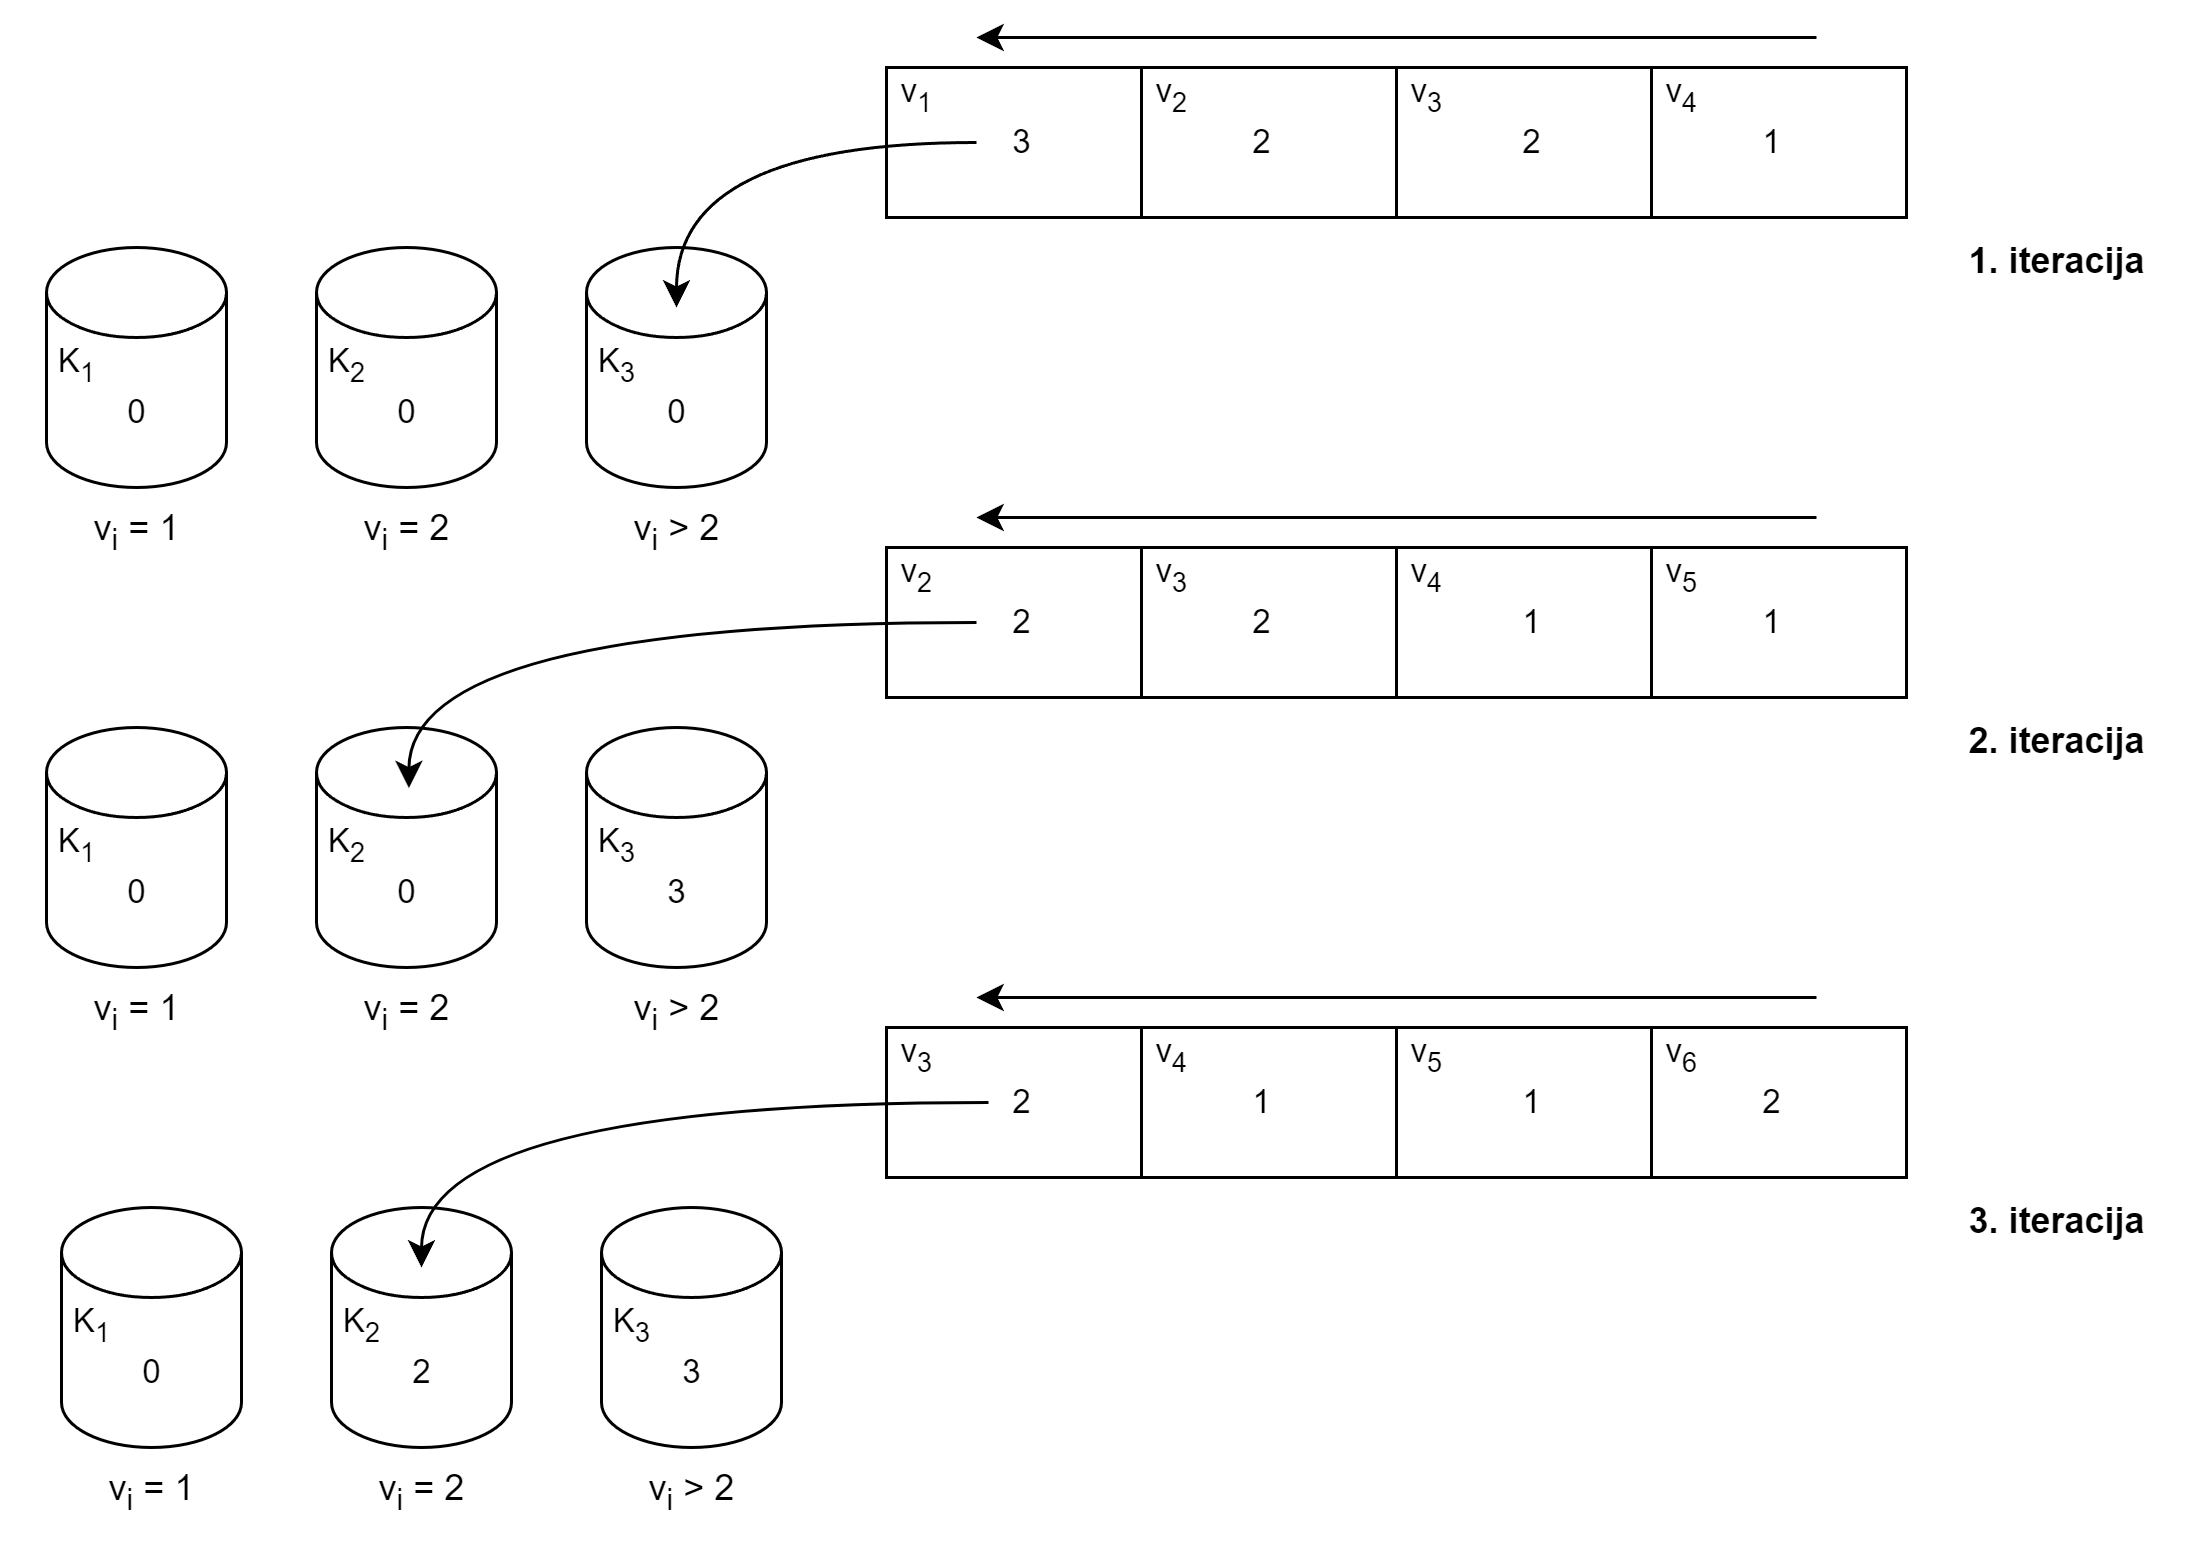 v1 v2 v3 v4
3 2 2 1
1. iteracija
K1 K2 K3
0 0 0
vi = 1 vi = 2 vi > 2
v2 v3 v4 v5
2 2 1 1
2. iteracija
K1 K2 K3
0 0 3
vi = 1 vi = 2 vi > 2
v3 v4 v5 v6
2 1 1 2
3. iteracija
K1 K2 K3
0 2 3
vi = 1 vi = 2 vi > 2